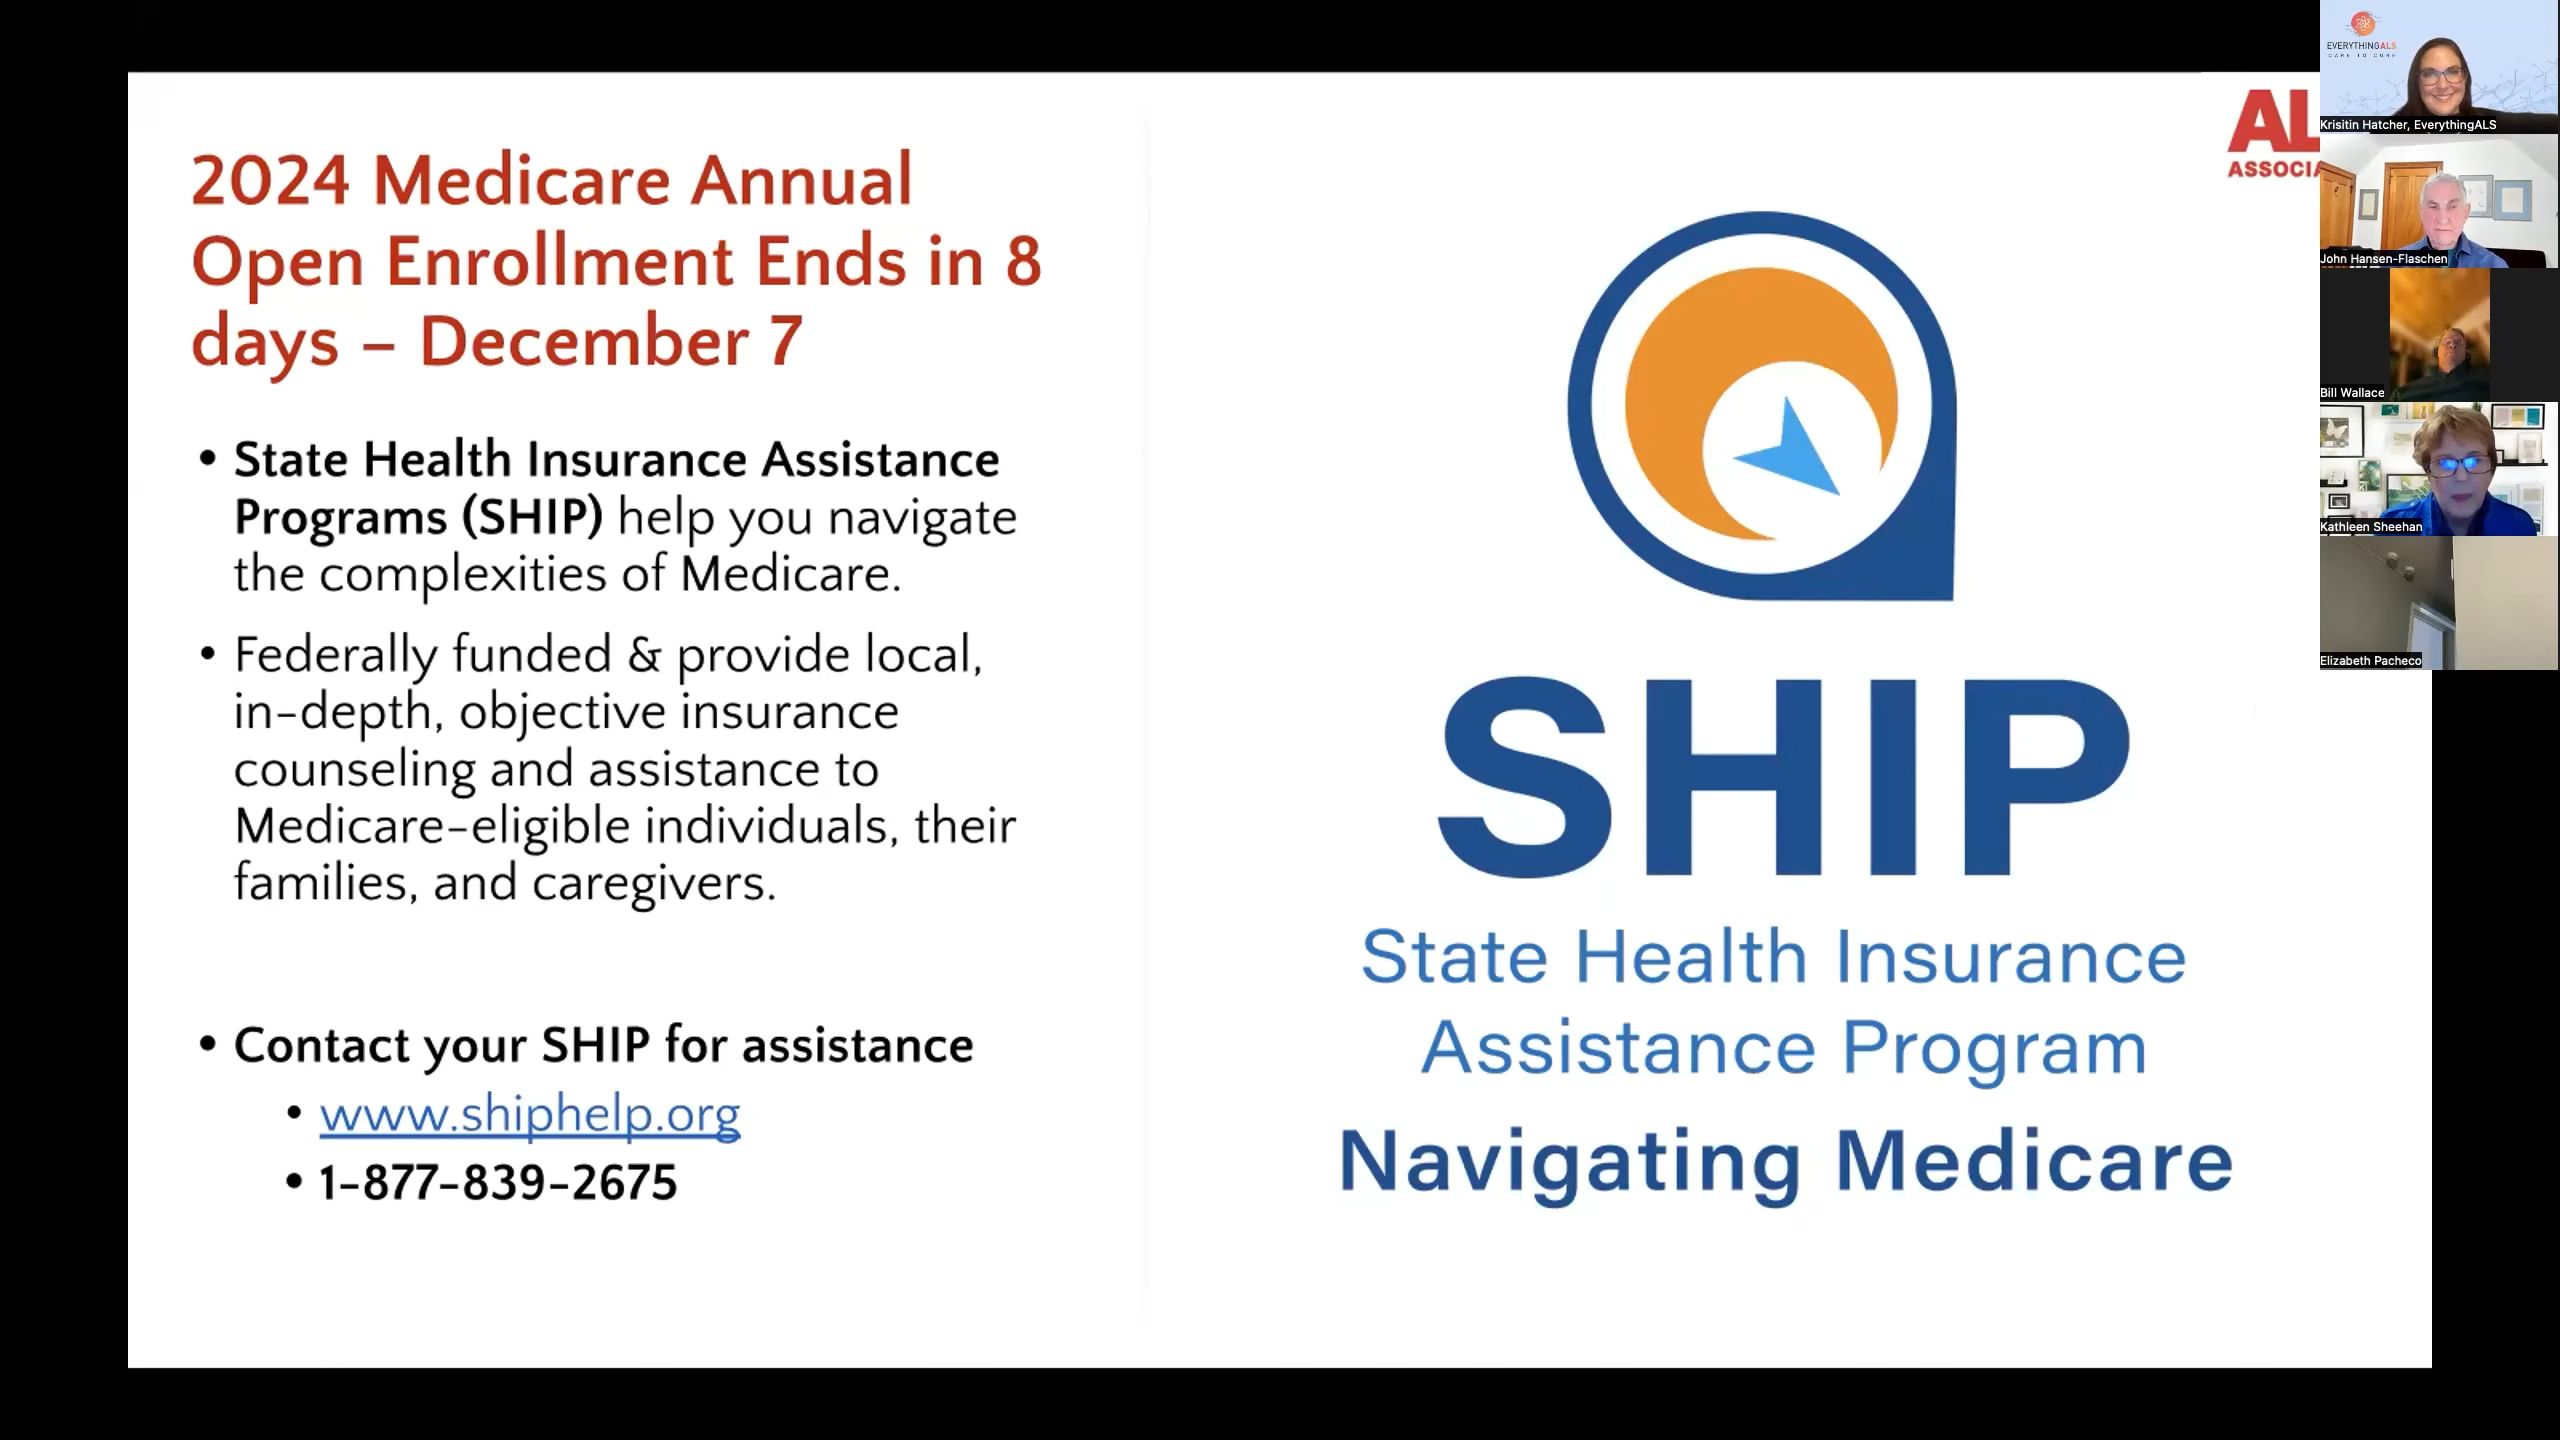 2024 Medicare Annual
Open Enrollment Ends in 8
days – December 7
• State Health Insurance Assistance
Programs (SHIP) help you navigate
the complexities of Medicare.
• Federally funded & provide local,
in-depth, objective insurance
counseling and assistance to
Medicare-eligible individuals, their
families, and caregivers.
• Contact your SHIP for assistance
• www.shiphelp.org
• 1-877-839-2675
SHIP
State Health Insurance
Assistance Program
Navigating Medicare
AL
ASSOCIA
EVERYTHINGALS
CARE TO CURE
Krisitin Hatcher, EverythingALS
John Hansen-Flaschen
Bill Wallace
Kathleen Sheehan
Elizabeth Pacheco